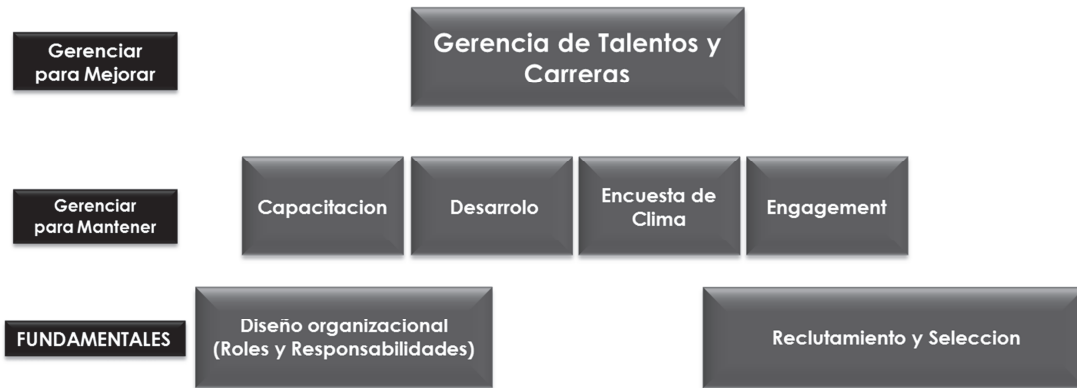 Gerenciar
para Mejorar
Gerencia de Talentos y
Carreras
Gerenciar
para Mantener
Capacitacion
Desarrolo
Encuesta de
Clima
Engagement
FUNDAMENTALES
Diseño organizacional
(Roles y Responsabilidades)
Reclutamiento y Seleccion